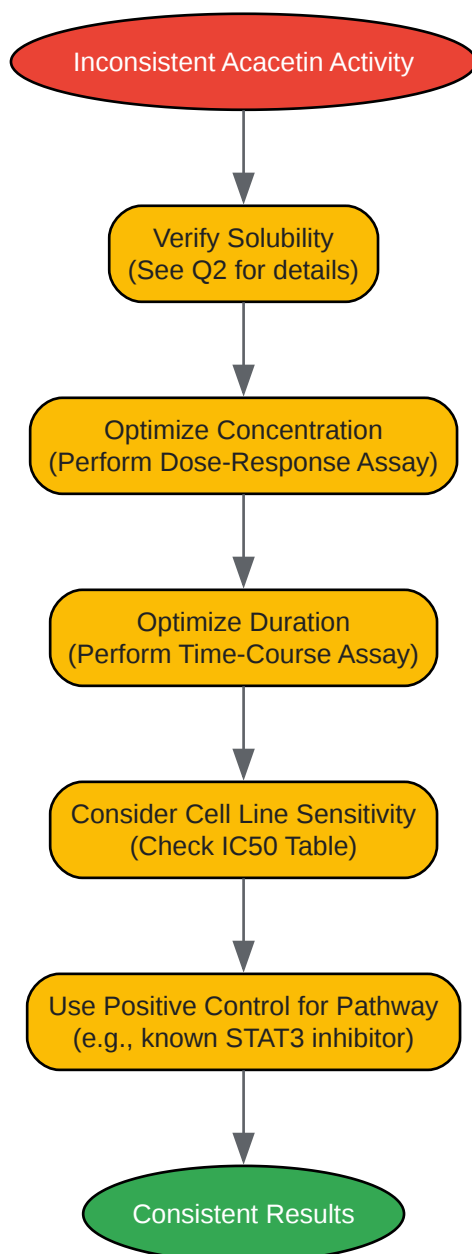 Inconsistent Acacetin Activity
Verify Solubility
(See Q2 for details)
Optimize Concentration
(Perform Dose-Response Assay)
Optimize Duration
(Perform Time-Course Assay)
Consider Cell Line Sensitivity
(Check IC50 Table)
Use Positive Control for Pathway
(e.g., known STAT3 inhibitor)
Consistent Results